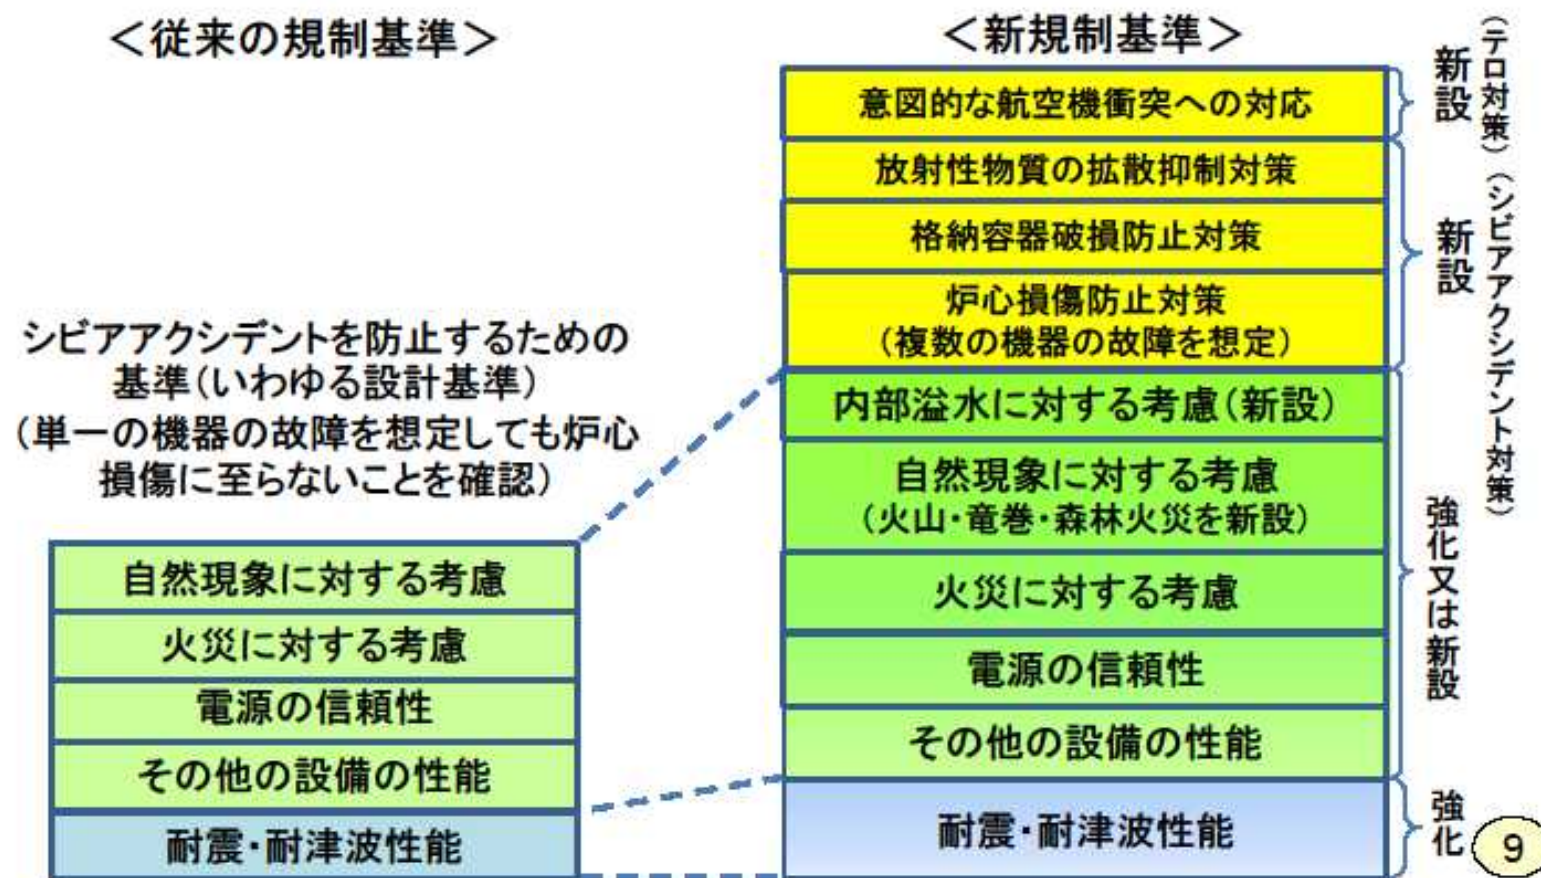 <従来の規制基準>
シビアアクシデントを防止するための
基準(いわゆる設計基準)
(単一の機器の故障を想定しても炉心
損傷に至らないことを確認)
自然現象に対する考慮
火災に対する考慮
電源の信頼性
その他の設備の性能
耐震・耐津波性能
<新規制基準>
意図的な航空機衝突への対応
放射性物質の拡散抑制対策
格納容器破損防止対策
炉心損傷防止対策
(複数の機器の故障を想定)
内部溢水に対する考慮(新設)
自然現象に対する考慮
(火山・竜巻・森林火災を新設)
火災に対する考慮
電源の信頼性
その他の設備の性能
耐震・耐津波性能
新設
(テロ対策)
新設
(シビアアクシデント対策)
強化又は新設
強化
9